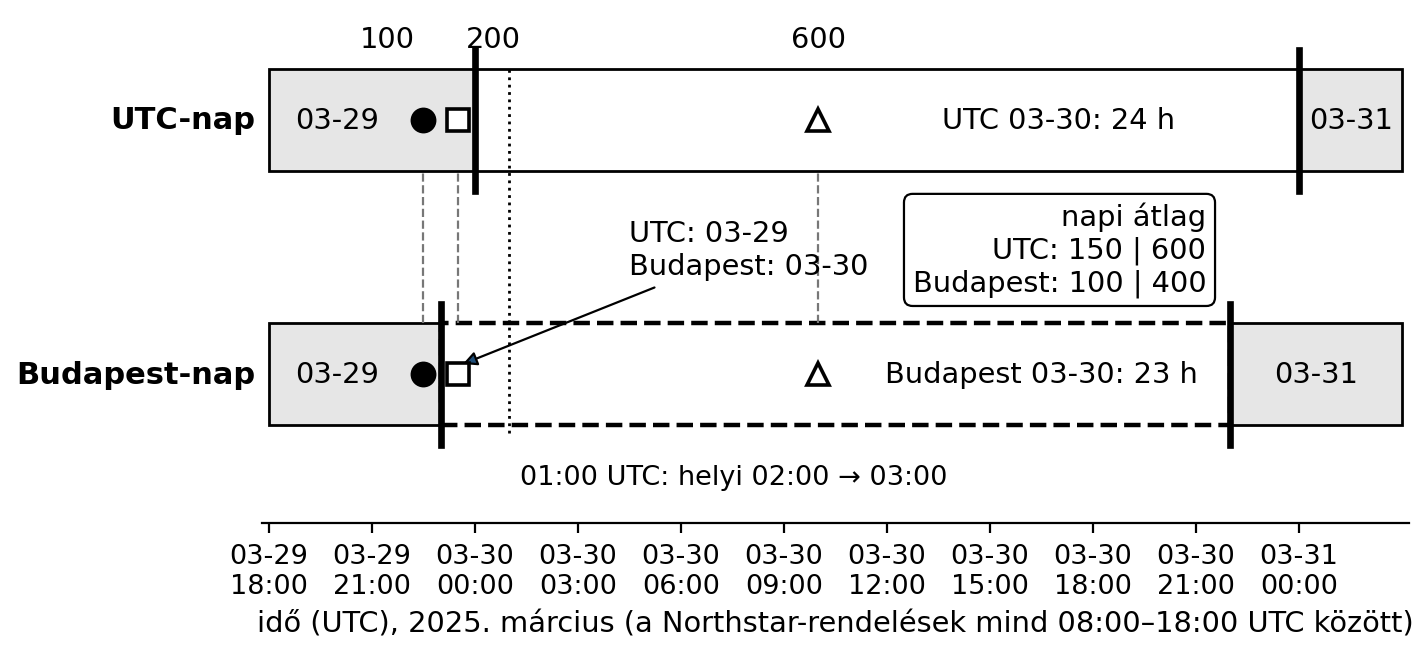 100 200 600
UTC-nap 03-29 UTC 03-30: 24 h 03-31
napi átlag
UTC: 150 | 600
Budapest: 100 | 400
UTC: 03-29
Budapest: 03-30
Budapest-nap 03-29 Budapest 03-30: 23 h 03-31
01:00 UTC: helyi 02:00 → 03:00
03-29 03-29 03-30 03-30 03-30 03-30 03-30 03-30 03-30 03-30 03-31
18:00 21:00 00:00 03:00 06:00 09:00 12:00 15:00 18:00 21:00 00:00
idő (UTC), 2025. március (a Northstar-rendelések mind 08:00–18:00 UTC között)